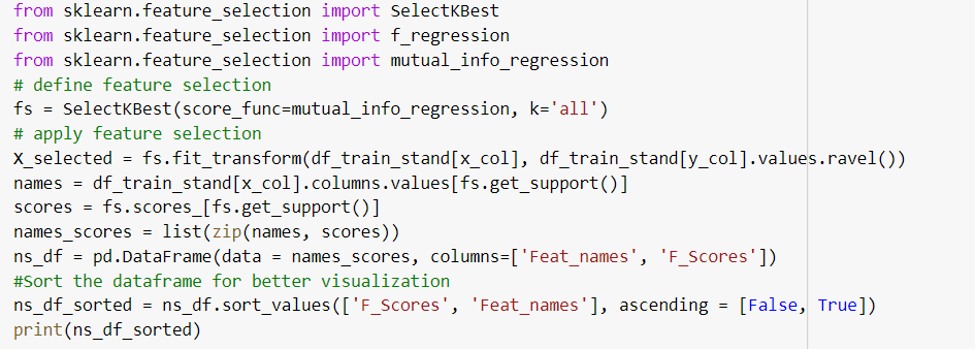 from sklearn.feature_selection import SelectKBest
from sklearn.feature_selection import f_regression
from sklearn.feature_selection import mutual_info_regression
# define feature selection
fs = SelectKBest(score_func=mutual_info_regression, k='all')
# apply feature selection
X_selected = fs.fit_transform(df_train_stand[x_col], df_train_stand[y_col].values.ravel())
names = df_train_stand[x_col].columns.values[fs.get_support()]
scores = fs.scores_[fs.get_support()]
names_scores = list(zip(names, scores))
ns_df = pd.DataFrame(data = names_scores, columns=['Feat_names', 'F_Scores'])
#Sort the dataframe for better visualization
ns_df_sorted = ns_df.sort_values(['F_Scores', 'Feat_names'], ascending = [False, True])
print(ns_df_sorted)